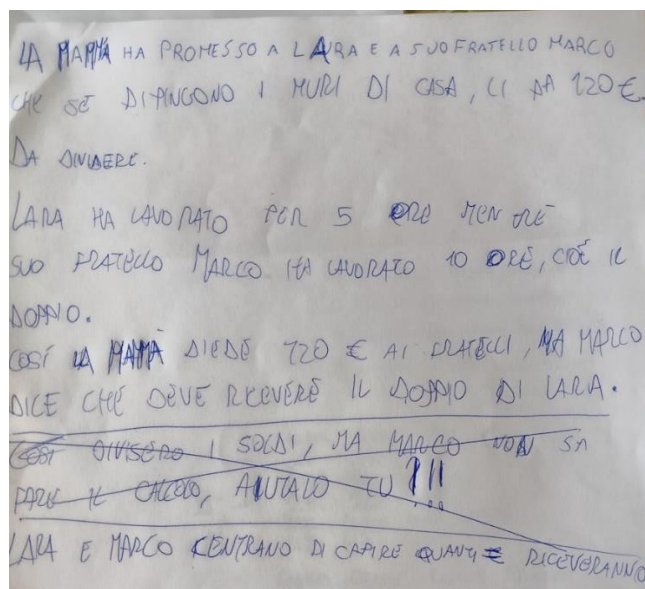 LA MAMMA HA PROMESSO A LARA E A SUO FRATELLO MARCO
CHE SE DIPINGONO I MURI DI CASA, LI DA 120 €.
DA DIVIDERE.
LARA HA LAVORATO PER 5 ORE MENTRE
SUO FRATELLO MARCO HA LAVORATO 10 ORE, CIOÈ IL
DOPPIO.
COSÍ LA MAMMA DIEDE 120 € AI FRATELLI, MA MARCO
DICE CHE DEVE RICEVERE IL DOPPIO DI LARA.
COSÍ DIVISERO I SOLDI, MA MARCO NON SA
FARE IL CALCOLO, AIUTALO TU ?!!
LARA E MARCO DI CAPIRE QUANTI € RICEVERANNO